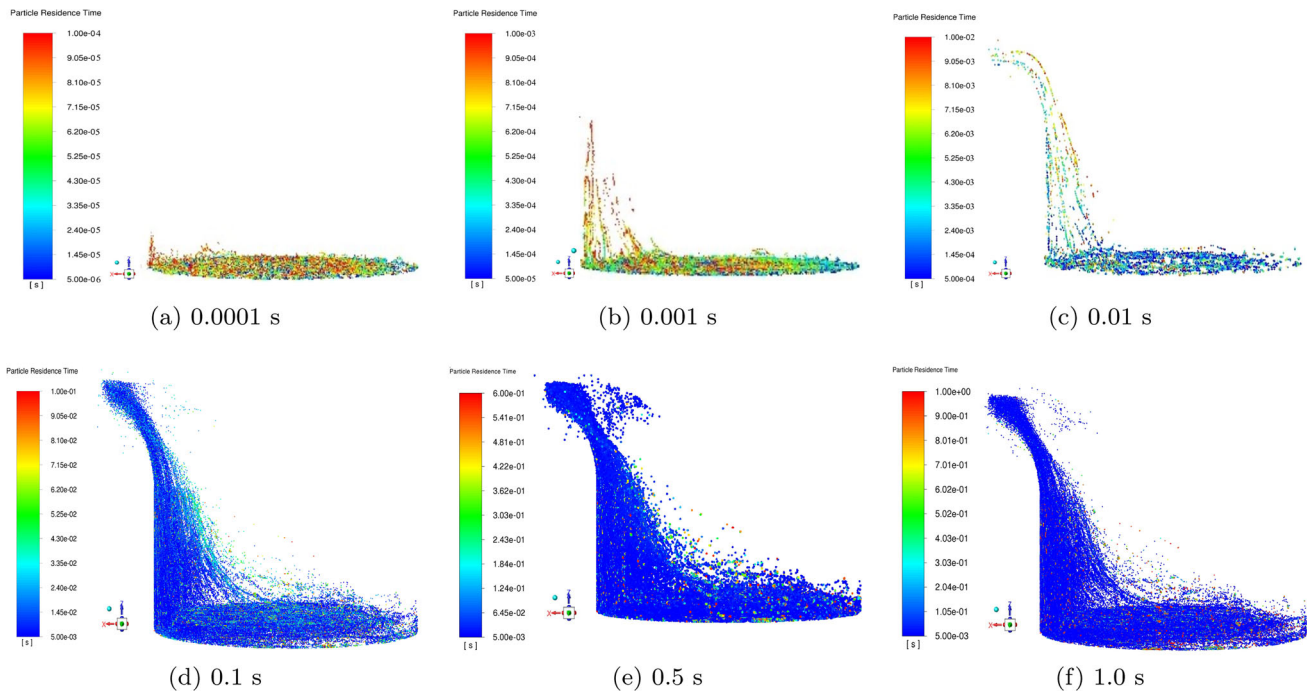 Particle Residence Time
1.00e-04
9.05e-05
8.10e-05
7.15e-05
6.20e-05
5.25e-05
4.30e-05
3.35e-05
2.40e-05
1.45e-05
5.00e-06
[ s ]
X
Z
(a) 0.0001 s
Particle Residence Time
1.00e-03
9.05e-04
8.10e-04
7.15e-04
6.20e-04
5.25e-04
4.30e-04
3.35e-04
2.40e-04
1.45e-04
5.00e-05
[ s ]
X
Z
(b) 0.001 s
Particle Residence Time
1.00e-02
9.05e-03
8.10e-03
7.15e-03
6.20e-03
5.25e-03
4.30e-03
3.35e-03
2.40e-03
1.45e-03
5.00e-04
[ s ]
X
Z
(c) 0.01 s
Particle Residence Time
1.00e-01
9.05e-02
8.10e-02
7.15e-02
6.20e-02
5.25e-02
4.30e-02
3.35e-02
2.40e-02
1.45e-02
5.00e-03
[ s ]
X
Z
(d) 0.1 s
Particle Residence Time
6.00e-01
5.41e-01
4.81e-01
4.22e-01
3.62e-01
3.03e-01
2.43e-01
1.84e-01
1.24e-01
6.45e-02
5.00e-03
[ s ]
X
Z
(e) 0.5 s
Particle Residence Time
1.00e+00
9.00e-01
8.01e-01
7.01e-01
6.02e-01
5.02e-01
4.03e-01
3.03e-01
2.04e-01
1.05e-01
5.00e-03
[ s ]
X
Z
(f) 1.0 s